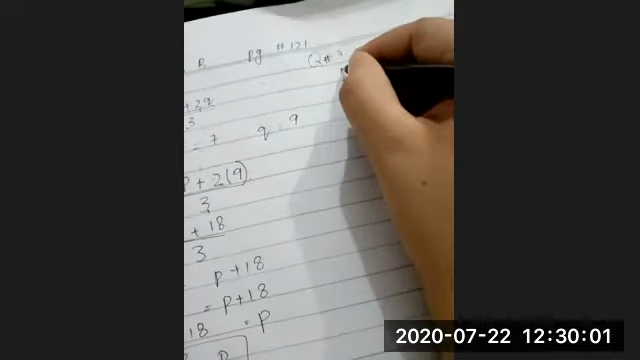 B pg # 121
+ 2q
3
= 7 q = 9
p + 2(9)
3
+ 18
3
p + 18
= p + 18
18 = p
2020-07-22 12:30:01